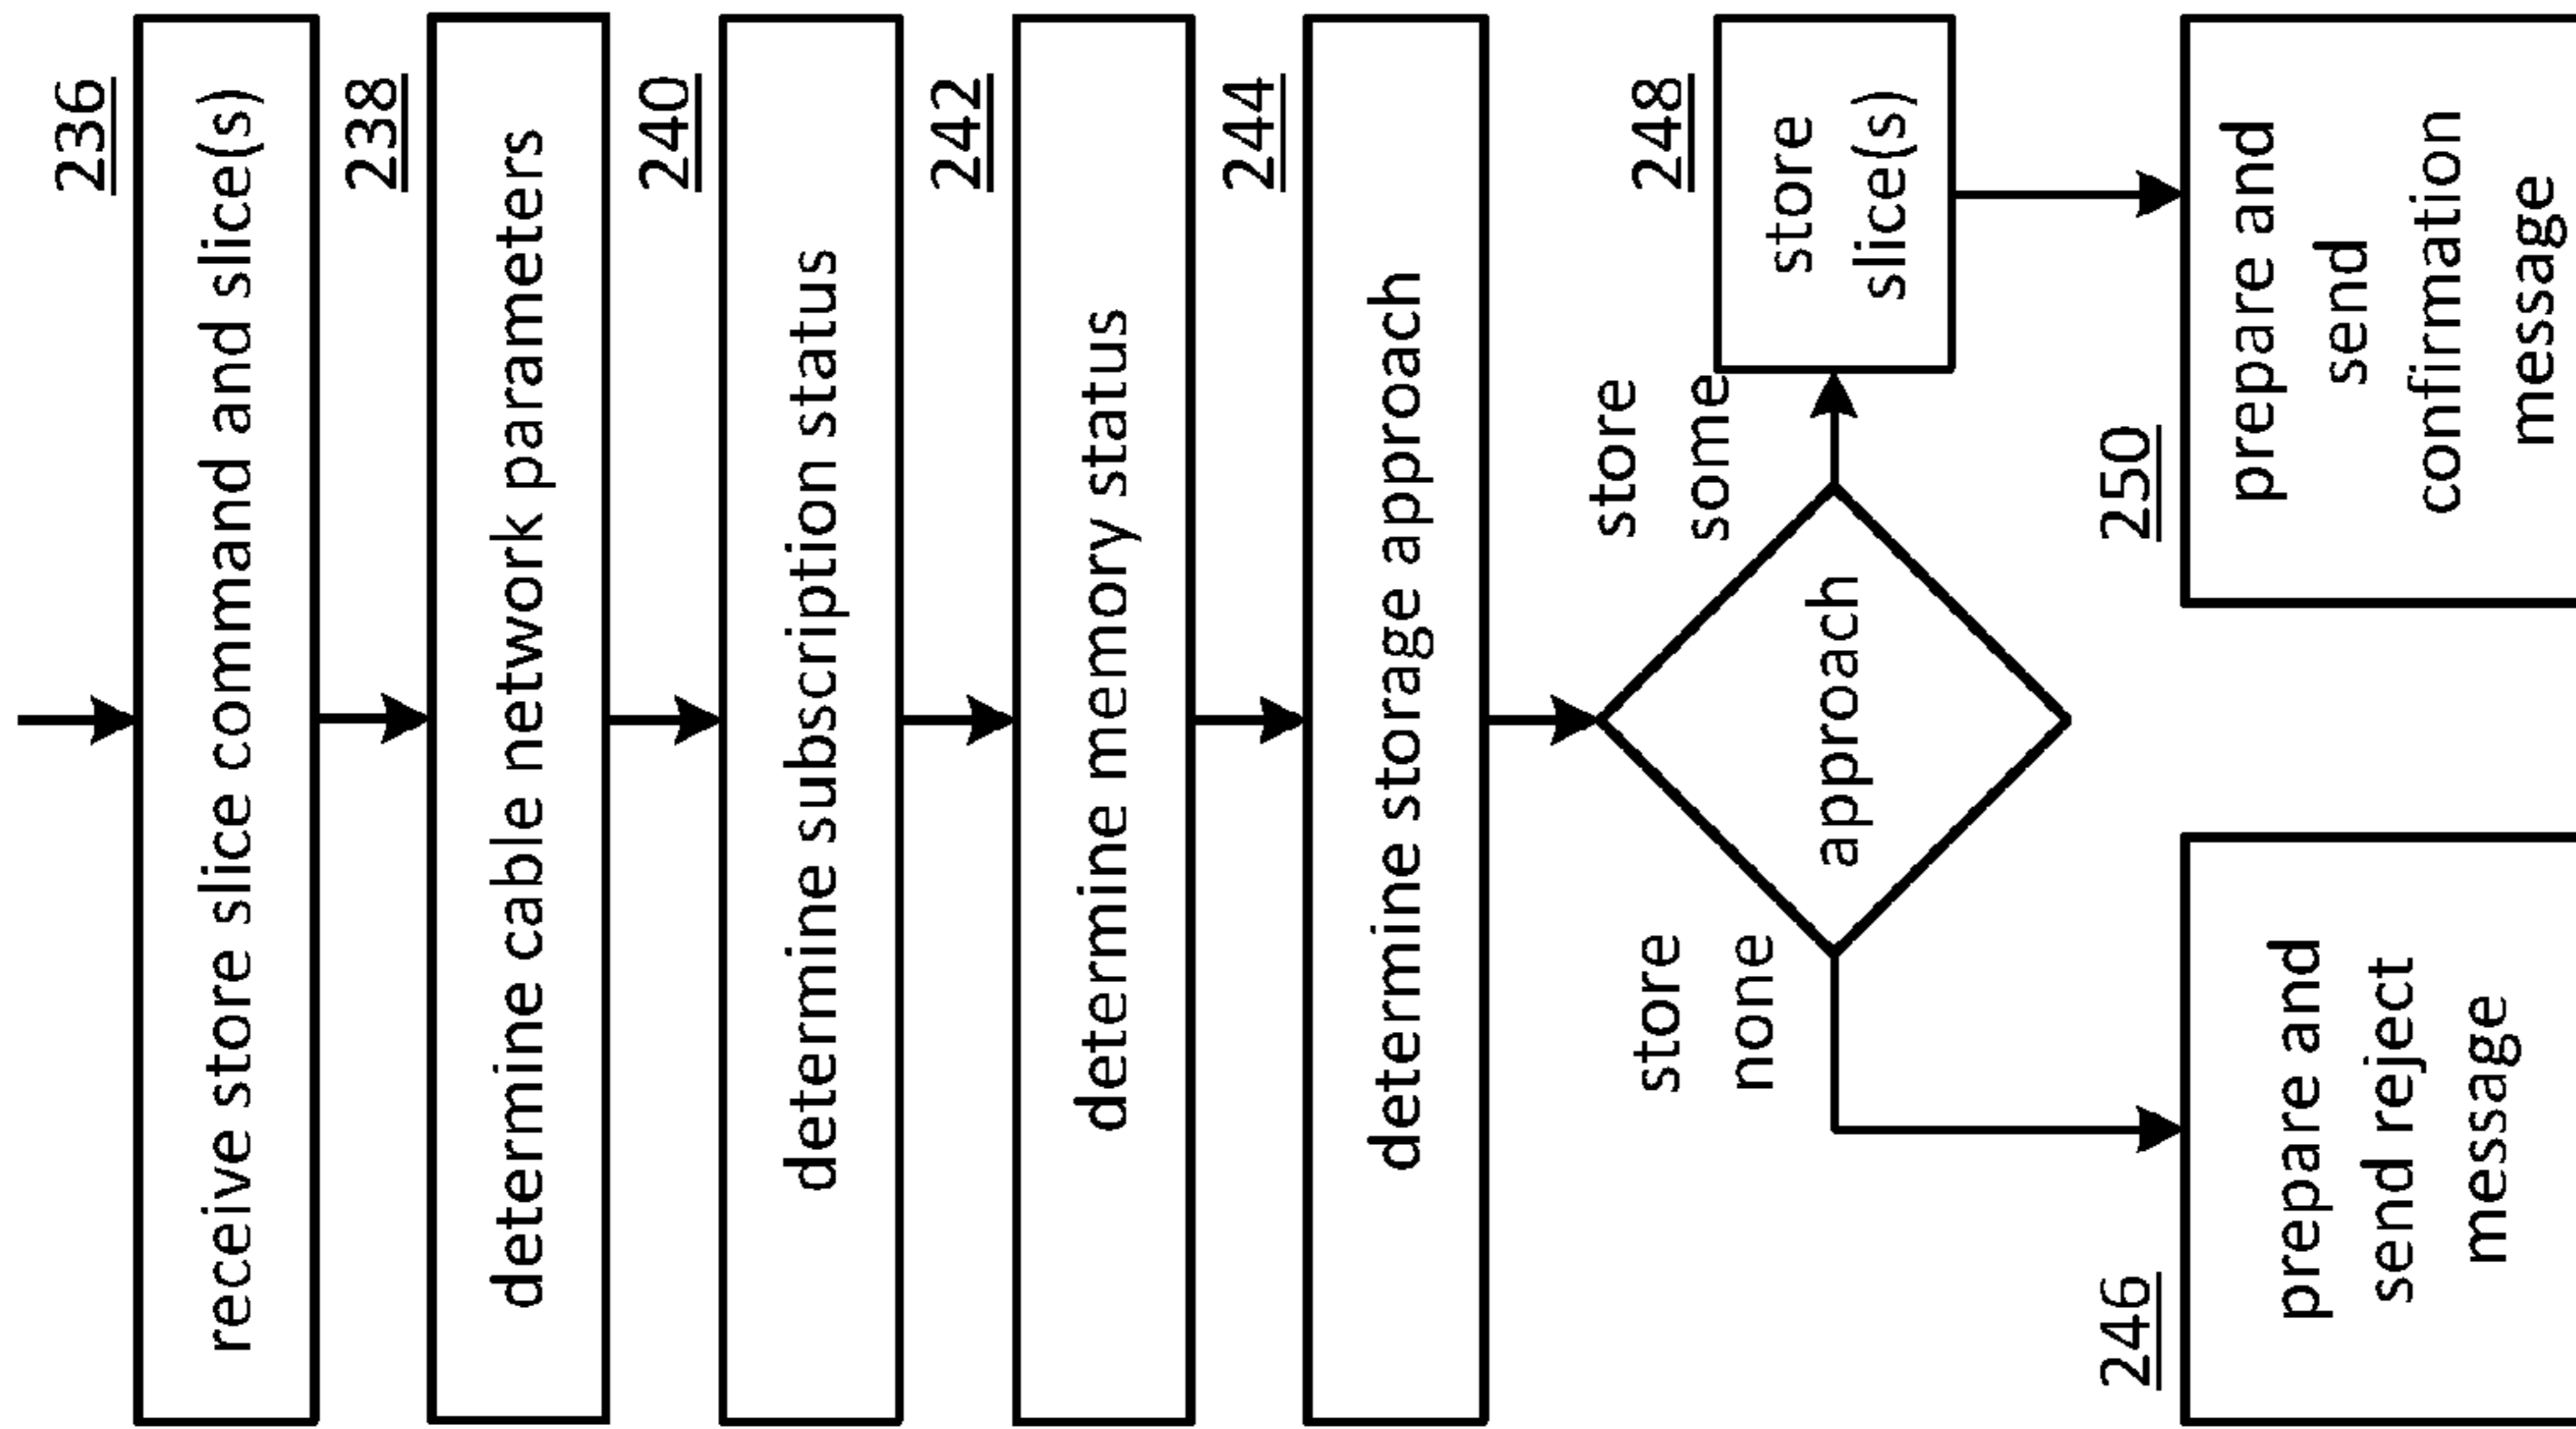 236
receive store slice command and slice(s)
238
determine cable network parameters
240
determine subscription status
242
determine memory status
244
determine storage approach
store
none
approach
store
some
248
store
slice(s)
246
prepare and
send reject
message
250
prepare and
send
confirmation
message